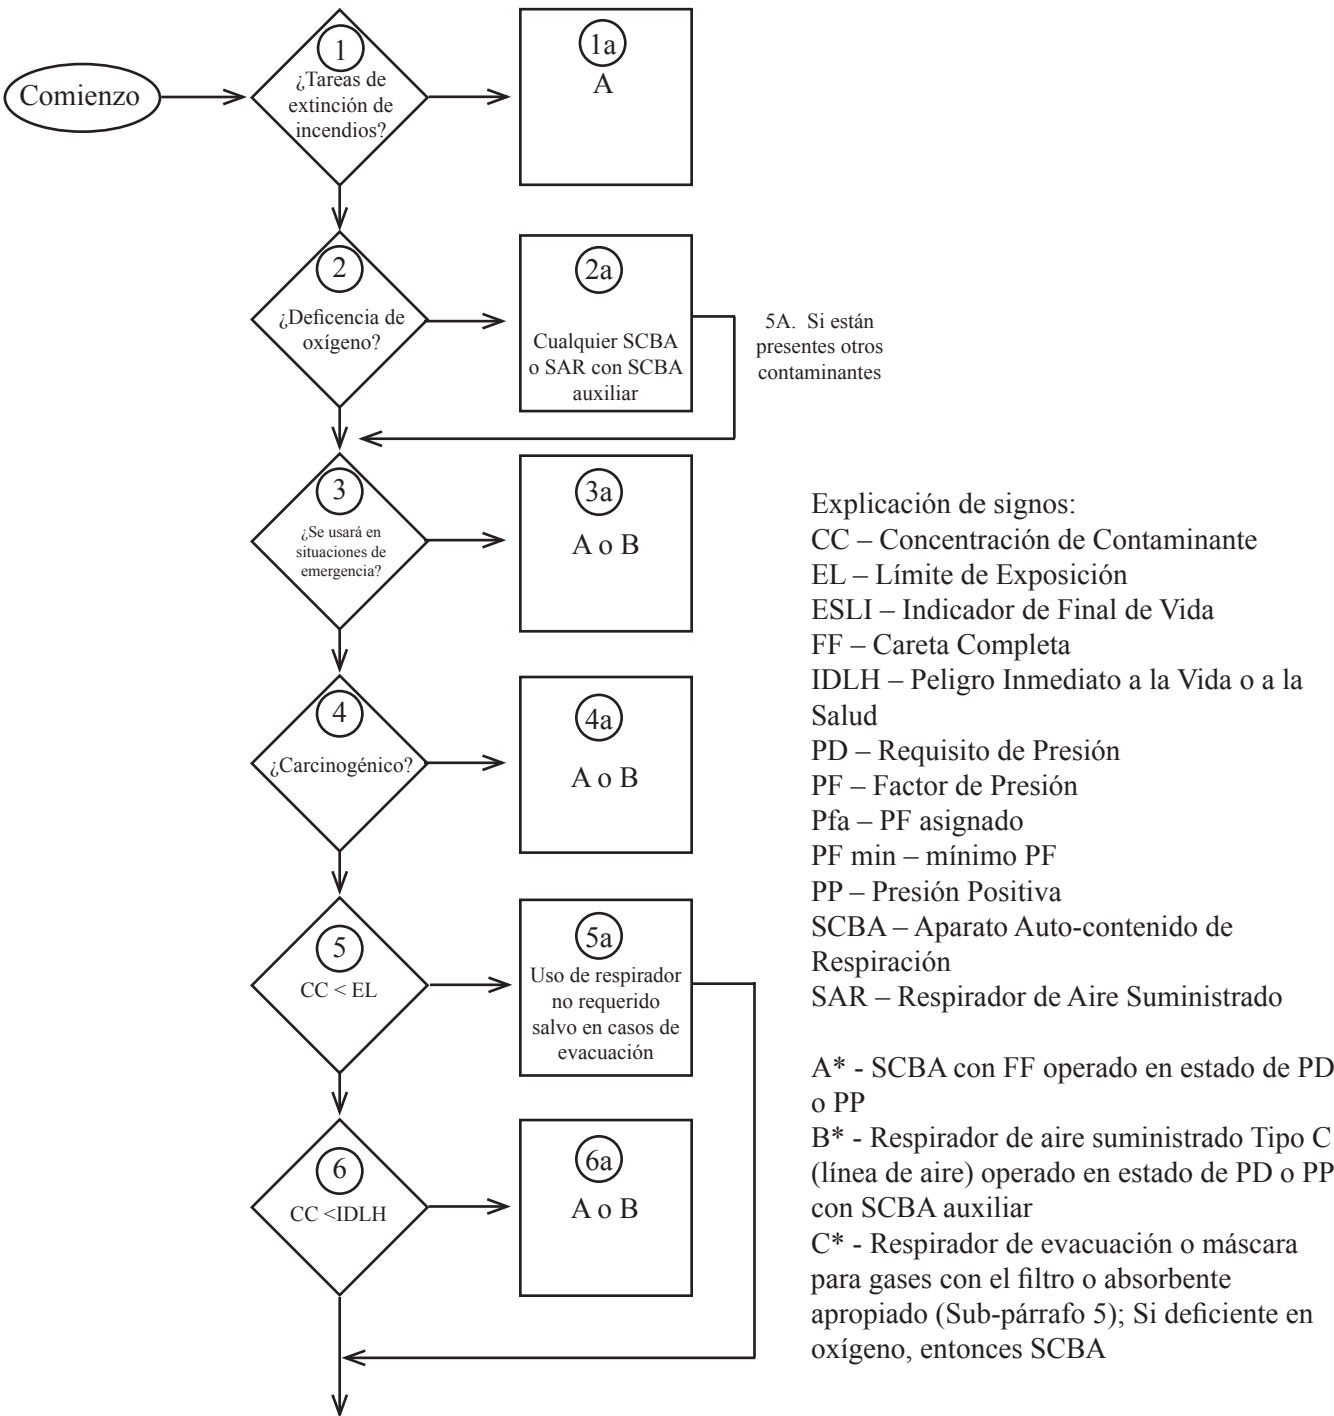 Comienzo
1
¿Tareas de
extinción de
incendios?
1a
A
2
¿Deficencia de
oxígeno?
2a
Cualquier SCBA
o SAR con SCBA
auxiliar
5A. Si están
presentes otros
contaminantes
3
¿Se usará en
situaciones de
emergencia?
3a
A o B
4
¿Carcinogénico?
4a
A o B
5
CC < EL
5a
Uso de respirador
no requerido
salvo en casos de
evacuación
6
CC <IDLH
6a
A o B
Explicación de signos:
CC – Concentración de Contaminante
EL – Límite de Exposición
ESLI – Indicador de Final de Vida
FF – Careta Completa
IDLH – Peligro Inmediato a la Vida o a la
Salud
PD – Requisito de Presión
PF – Factor de Presión
Pfa – PF asignado
PF min – mínimo PF
PP – Presión Positiva
SCBA – Aparato Auto-contenido de
Respiración
SAR – Respirador de Aire Suministrado
A* - SCBA con FF operado en estado de PD
o PP
B* - Respirador de aire suministrado Tipo C
(línea de aire) operado en estado de PD o PP
con SCBA auxiliar
C* - Respirador de evacuación o máscara
para gases con el filtro o absorbente
apropiado (Sub-párrafo 5); Si deficiente en
oxígeno, entonces SCBA